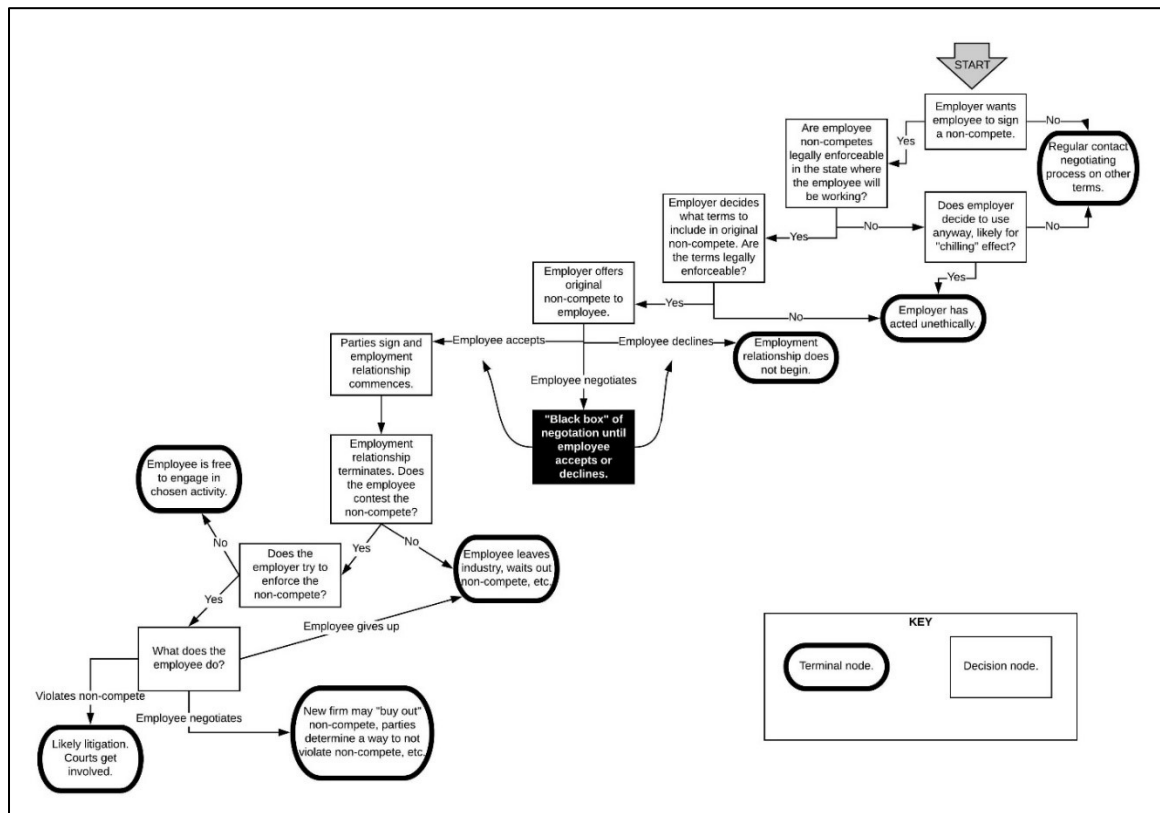 START
Employer wants
employee to sign
a non-compete.
No
Yes
Regular contact
negotiating
process on other
terms.
Are employee
non-competes
legally enforceable
in the state where
the employee will
be working?
Yes
No
Does employer
decide to use
anyway, likely for
"chilling" effect?
No
Yes
Employer has
acted unethically.
Employer decides
what terms to
include in original
non-compete. Are
the terms legally
enforceable?
Yes
No
Employer offers
original
non-compete to
employee.
Employee accepts
Employee declines
Employee negotiates
Employment
relationship does
not begin.
"Black box" of
negotation until
employee
accepts or
declines.
Parties sign and
employment
relationship
commences.
Employment
relationship
terminates. Does
the employee
contest the
non-compete?
Yes
No
Employee leaves
industry, waits out
non-compete, etc.
Does the
employer try to
enforce the
non-compete?
No
Yes
Employee is free
to engage in
chosen activity.
What does the
employee do?
Employee gives up
Violates non-compete
Employee negotiates
Likely litigation.
Courts get
involved.
New firm may "buy out"
non-compete, parties
determine a way to not
violate non-compete, etc.
KEY
Terminal node.
Decision node.